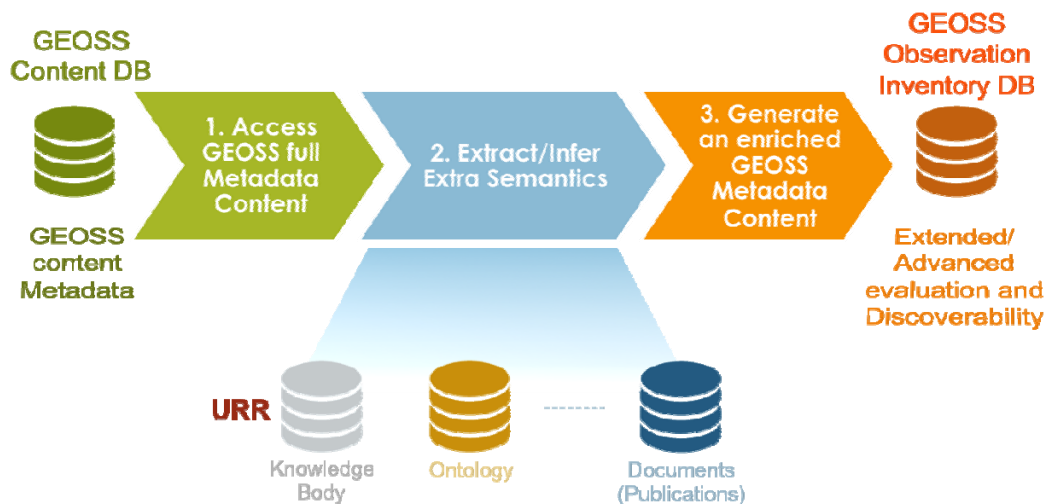 GEOSS
Content DB
GEOSS
content
Metadata
1. Access
GEOSS full
Metadata
Content
2. Extract/Infer
Extra Semantics
3. Generate
an enriched
GEOSS
Metadata
Content
GEOSS
Observation
Inventory DB
Extended/
Advanced
evaluation and
Discoverability
URR
Knowledge
Body
Ontology
Documents
(Publications)